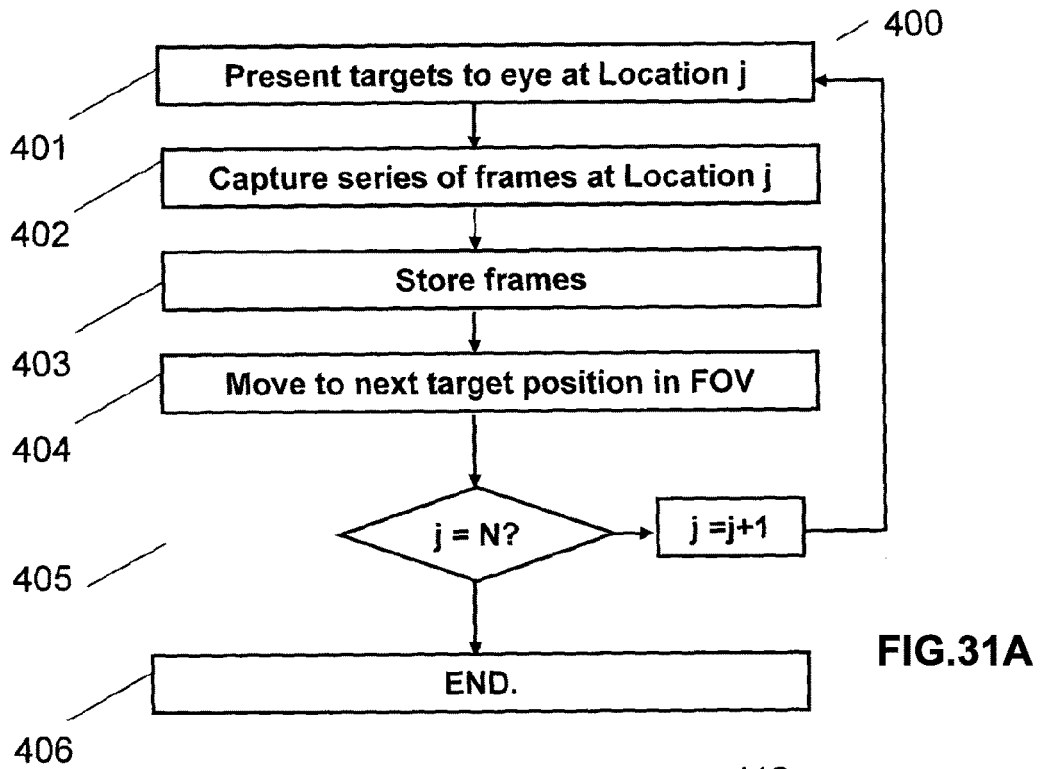 400
Present targets to eye at Location j
401
Capture series of frames at Location j
402
Store frames
403
Move to next target position in FOV
404
j = N?
j =j+1
405
FIG.31A
END.
406